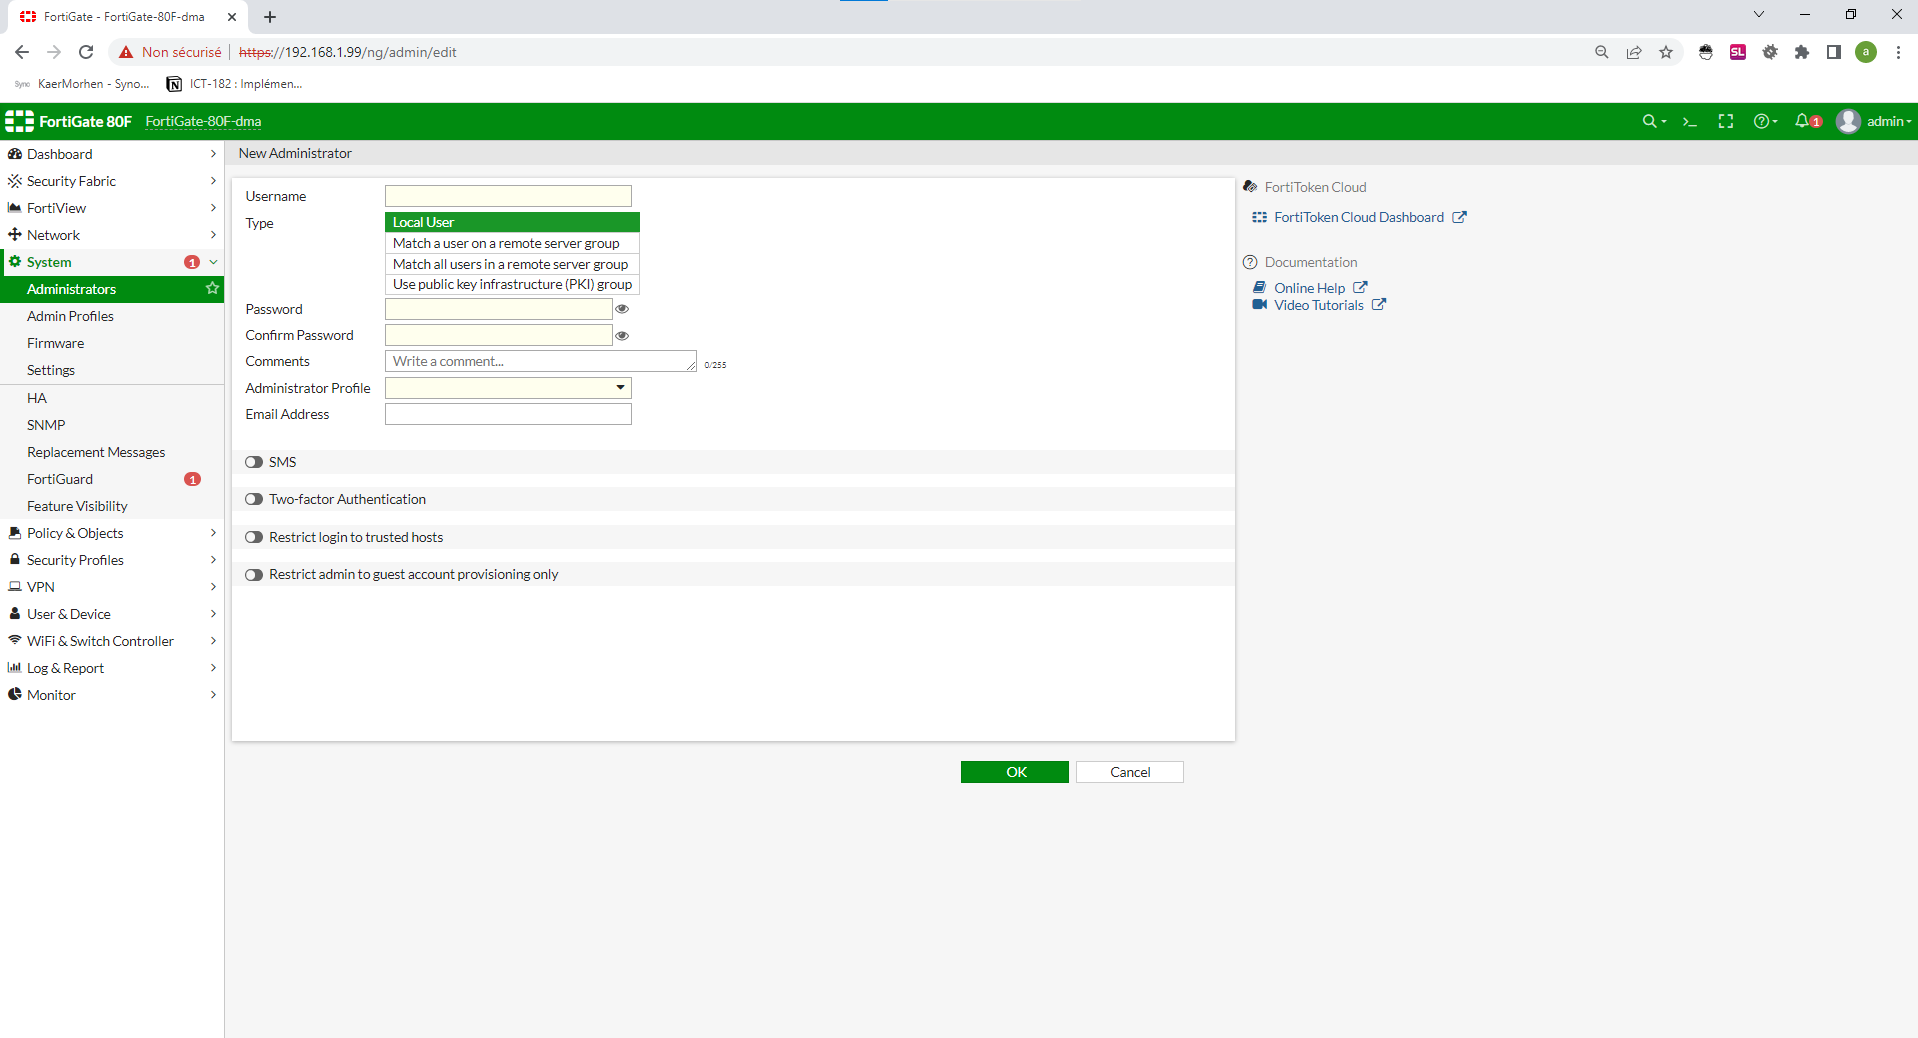 FortiGate - FortiGate-80F-dma
Non sécurisé
https://192.168.1.99/ng/admin/edit
SL
a
Sync
KaerMorhen - Syno...
ICT-182 : Implémen...
FortiGate 80F
FortiGate-80F-dma
1
admin
Dashboard
Security Fabric
FortiView
Network
System
1
Administrators
Admin Profiles
Firmware
Settings
HA
SNMP
Replacement Messages
FortiGuard
1
Feature Visibility
Policy & Objects
Security Profiles
VPN
User & Device
WiFi & Switch Controller
Log & Report
Monitor
New Administrator
Username
Type
Local User
Match a user on a remote server group
Match all users in a remote server group
Use public key infrastructure (PKI) group
Password
Confirm Password
Comments
Write a comment...
0/255
Administrator Profile
Email Address
SMS
Two-factor Authentication
Restrict login to trusted hosts
Restrict admin to guest account provisioning only
OK
Cancel
FortiToken Cloud
FortiToken Cloud Dashboard
Documentation
Online Help
Video Tutorials